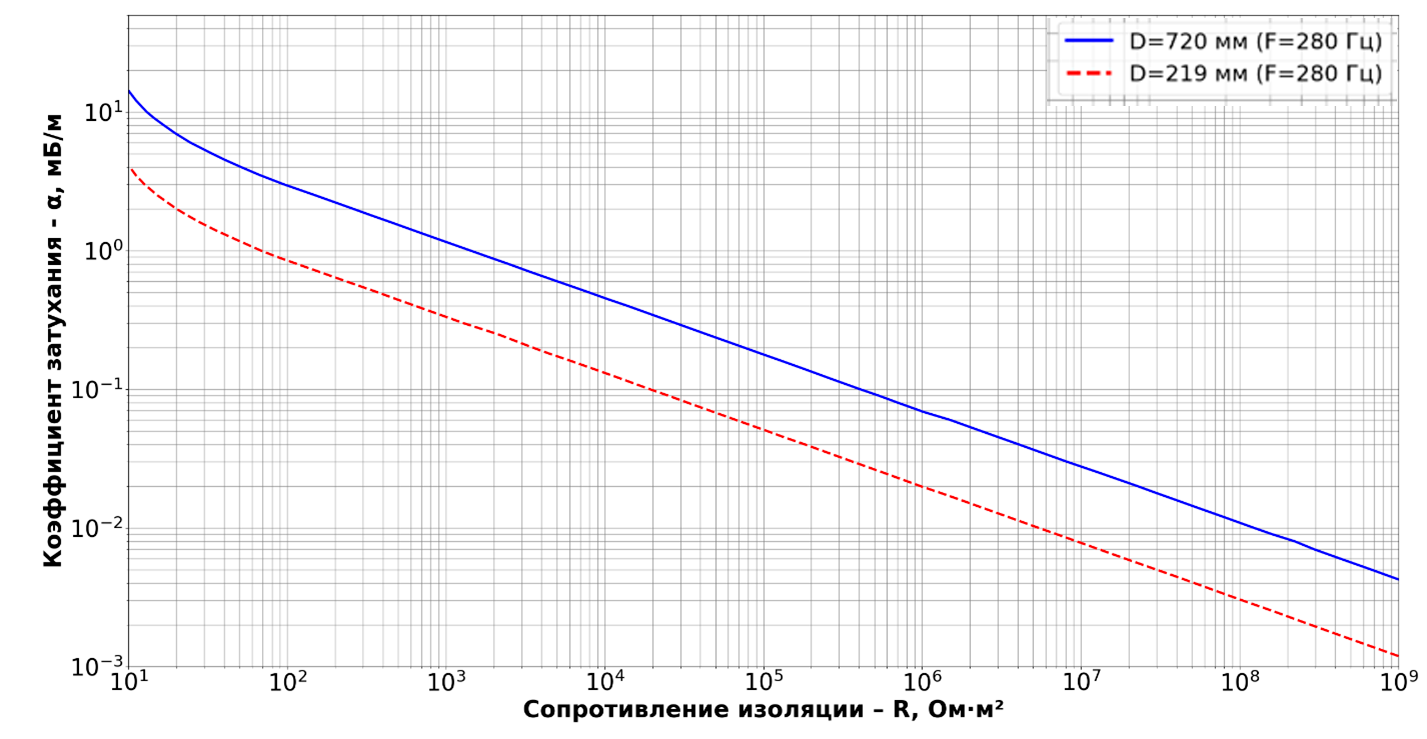 D=720 мм (F=280 Гц)
D=219 мм (F=280 Гц)
Коэффициент затухания - α, мБ/м
10¹
10⁰
10⁻¹
10⁻²
10⁻³
10¹ 10² 10³ 10⁴ 10⁵ 10⁶ 10⁷ 10⁸ 10⁹
Сопротивление изоляции – R, Ом·м²